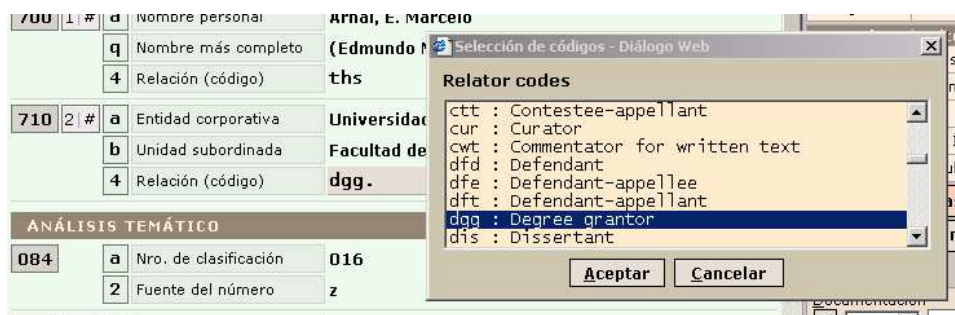 700 1 # a Nombre personal Arnal, E. Marcelo
q Nombre más completo (Edmundo
4 Relación (código) ths
710 2 # a Entidad corporativa Universidad
b Unidad subordinada Facultad de
4 Relación (código) dgg.
ANÁLISIS TEMÁTICO
084 a Nro. de clasificación 016
2 Fuente del número z
Selección de códigos - Diálogo Web
Relator codes
ctt : Contestee-appellant
cur : Curator
cwt : Commentator for written text
dfd : Defendant
dfe : Defendant-appellee
dft : Defendant-appellant
dgg : Degree grantor
dis : Dissertant
Aceptar Cancelar
Documentación